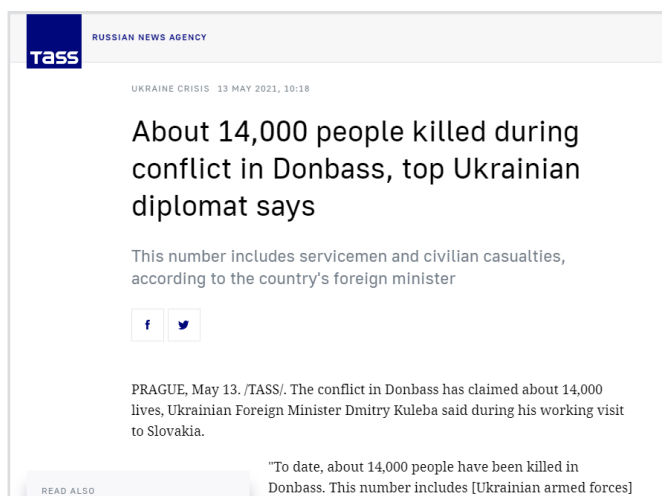 TASS
RUSSIAN NEWS AGENCY
UKRAINE CRISIS 13 MAY 2021, 10:18
About 14,000 people killed during
conflict in Donbass, top Ukrainian
diplomat says
This number includes servicemen and civilian casualties,
according to the country's foreign minister
f
PRAGUE, May 13. /TASS/. The conflict in Donbass has claimed about 14,000
lives, Ukrainian Foreign Minister Dmitry Kuleba said during his working visit
to Slovakia.
"To date, about 14,000 people have been killed in
Donbass. This number includes [Ukrainian armed forces]
READ ALSO